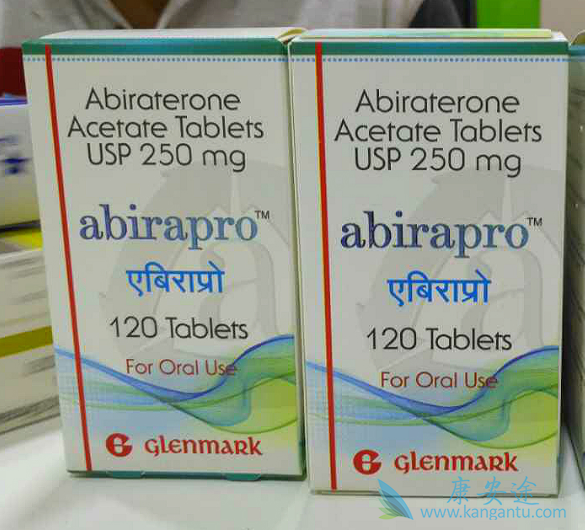 Abiraterone
Acetate Tablets
USP 250 mg
abirapro™
एबिराप्रो
120 Tablets
For Oral Use
G glenmark
Abiraterone
Acetate Tablets
USP 250 mg
abirapro™
एबिराप्रो
120 Tablets
For Oral Use
G glenmark
康安途
www.kangantu.com